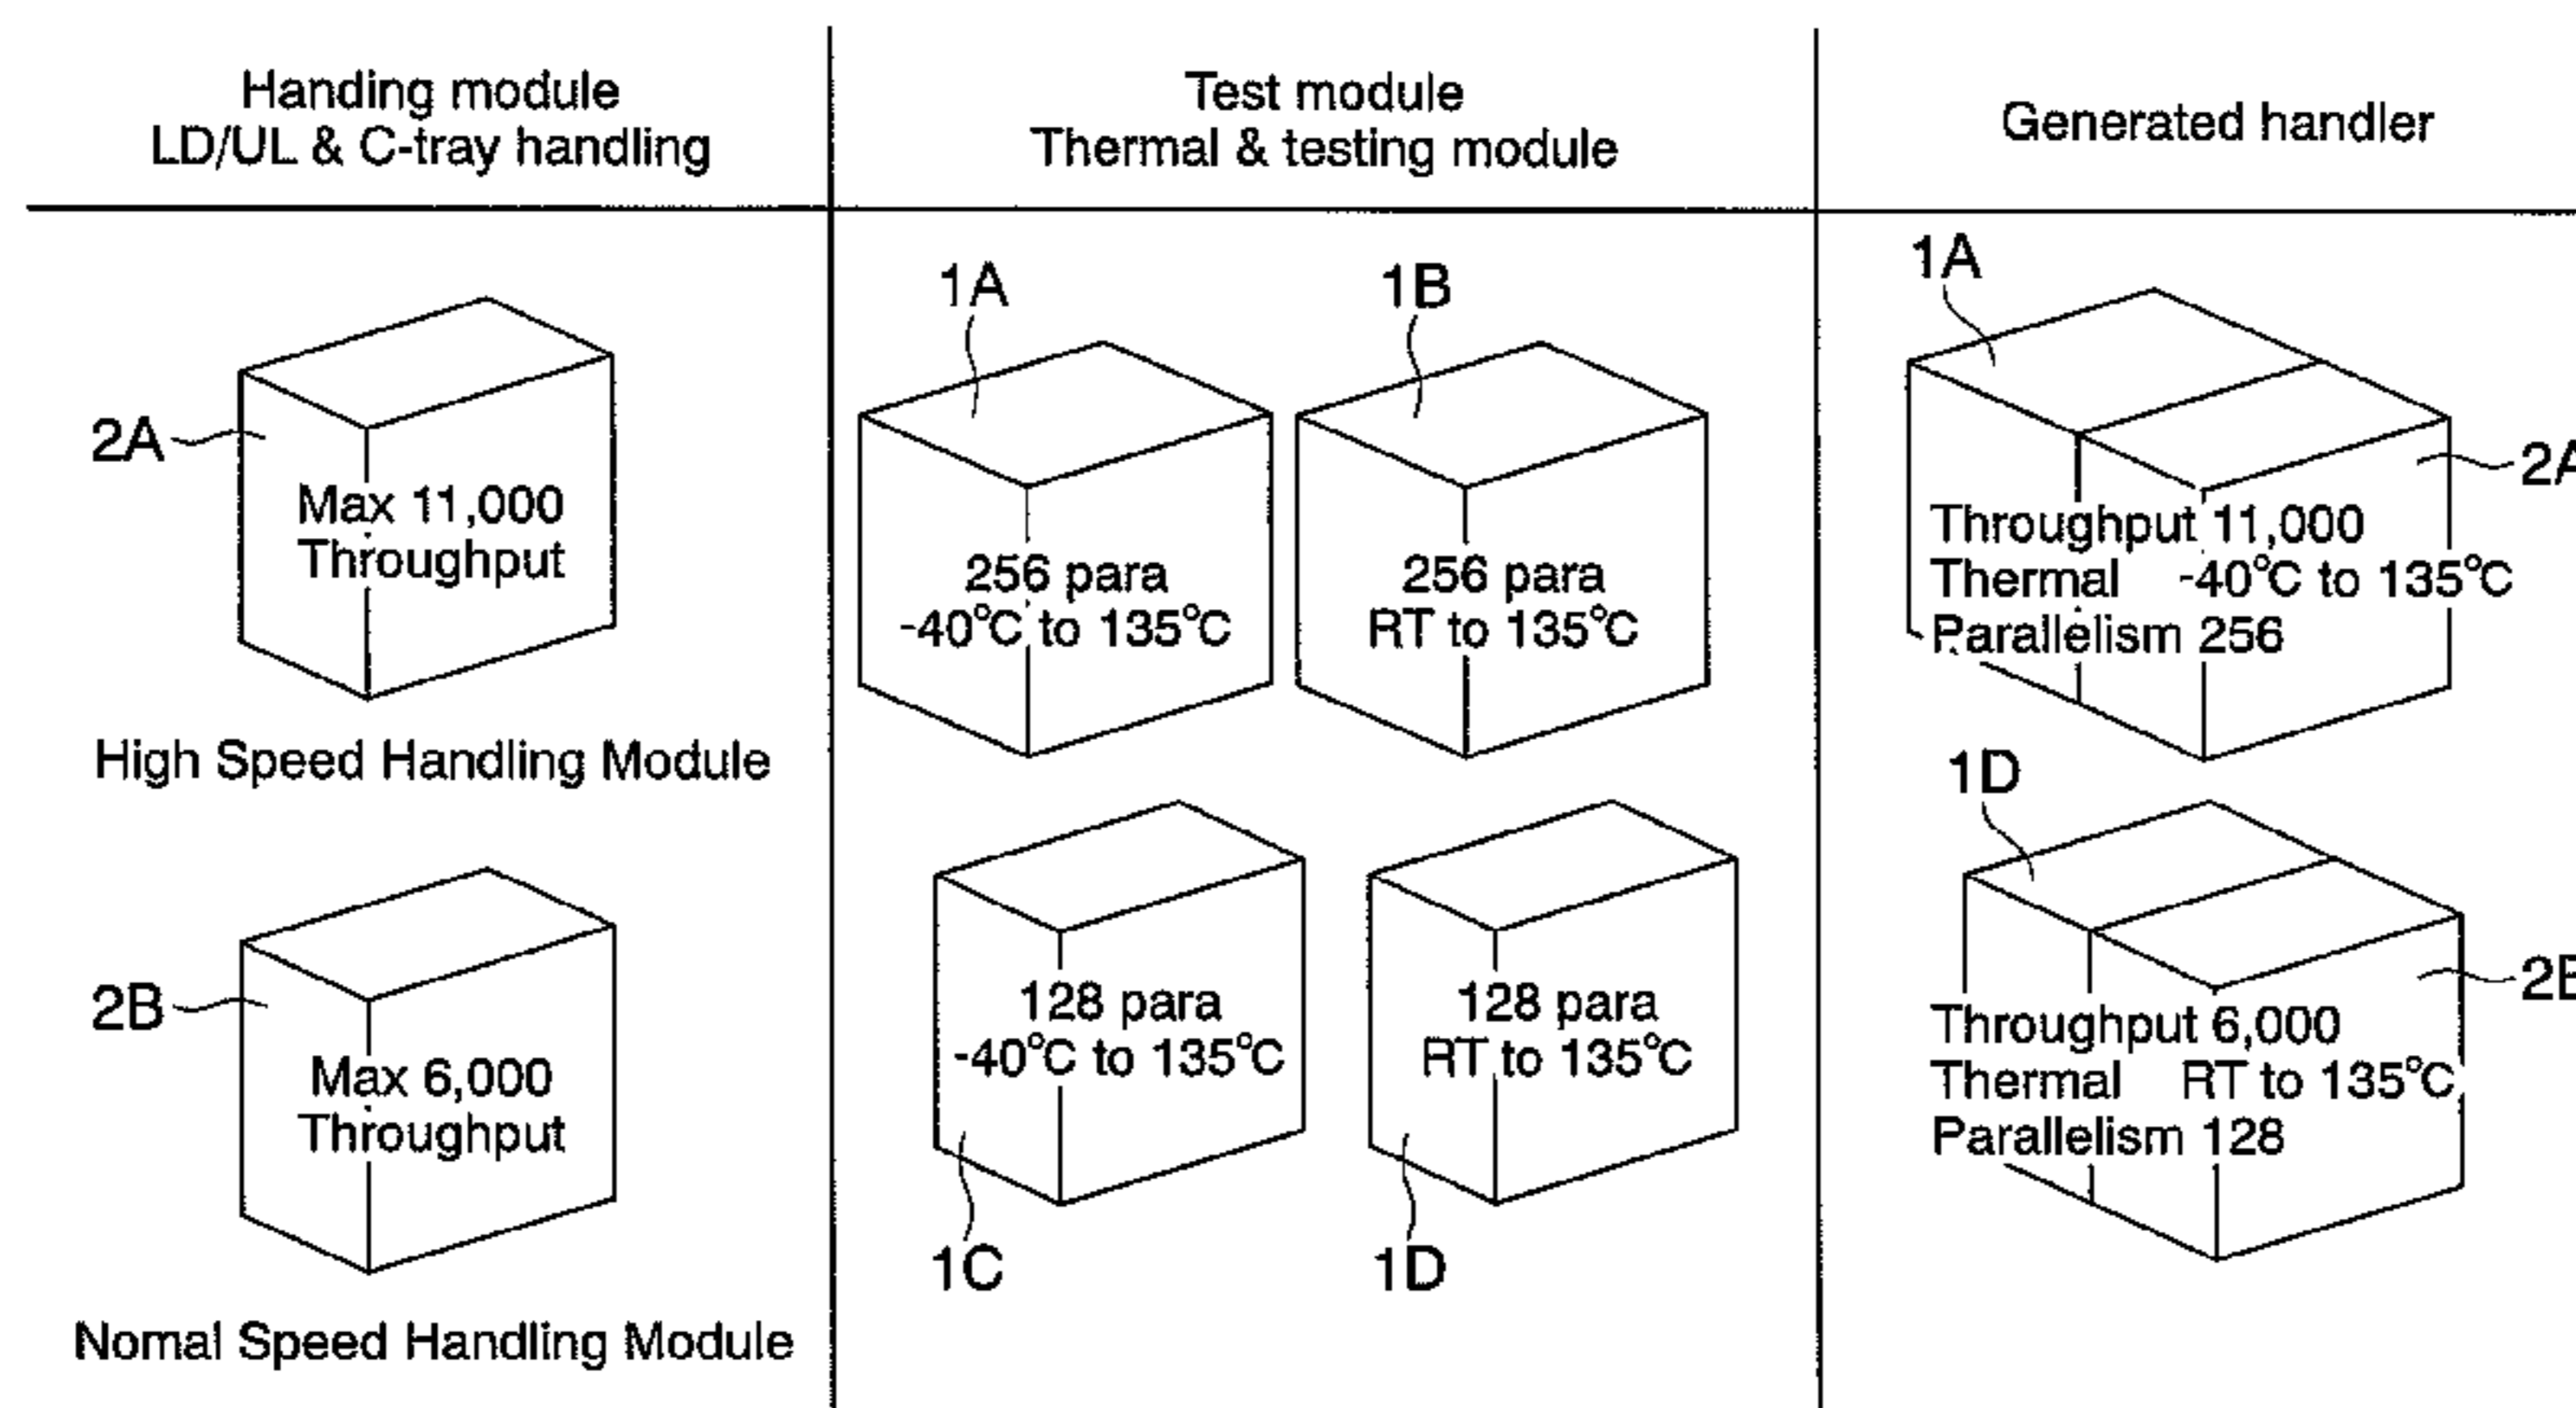 Handing module
LD/UL & C-tray handling
Test module
Thermal & testing module
Generated handler
2A
Max 11,000
Throughput
High Speed Handling Module
2B
Max 6,000
Throughput
Nomal Speed Handling Module
1A
256 para
-40°C to 135°C
1B
256 para
RT to 135°C
128 para
-40°C to 135°C
1C
128 para
RT to 135°C
1D
1A
2A
Throughput 11,000
Thermal -40°C to 135°C
Parallelism 256
1D
2B
Throughput 6,000
Thermal RT to 135°C
Parallelism 128